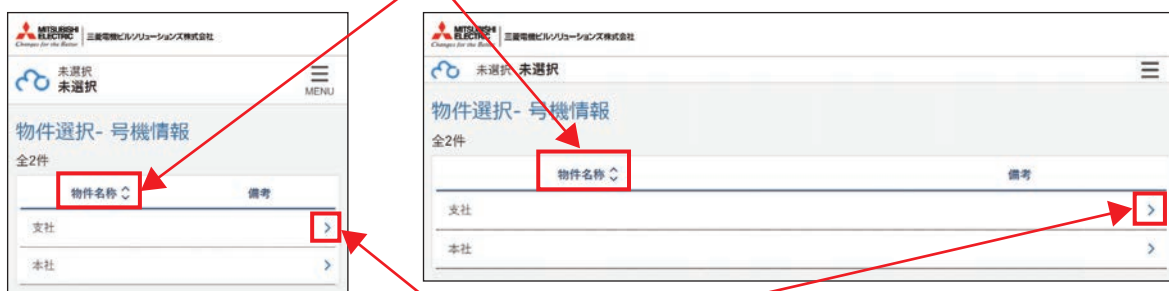 MITSUBISHI ELECTRIC
Changes for the Better
三菱電機ビルソリューションズ株式会社
未選択
未選択
MENU
物件選択- 号機情報
全2件
物件名称 備考
支社
本社
MITSUBISHI ELECTRIC
Changes for the Better
三菱電機ビルソリューションズ株式会社
未選択 未選択
物件選択- 号機情報
全2件
物件名称 備考
支社
本社